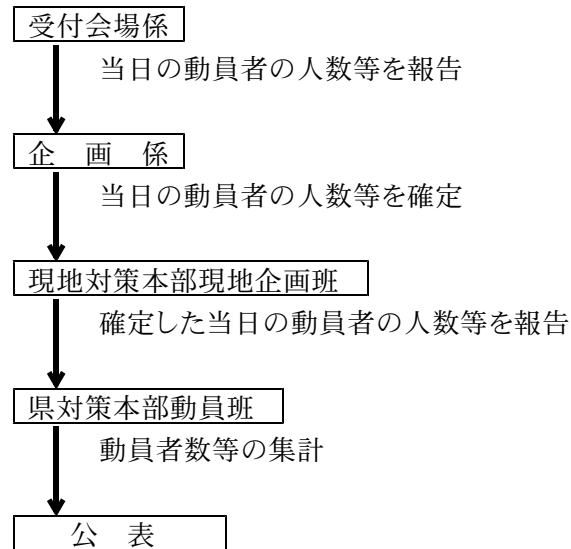 受付会場係
当日の動員者の人数等を報告
企　画　係
当日の動員者の人数等を確定
現地対策本部現地企画班
確定した当日の動員者の人数等を報告
県対策本部動員班
動員者数等の集計
公　表